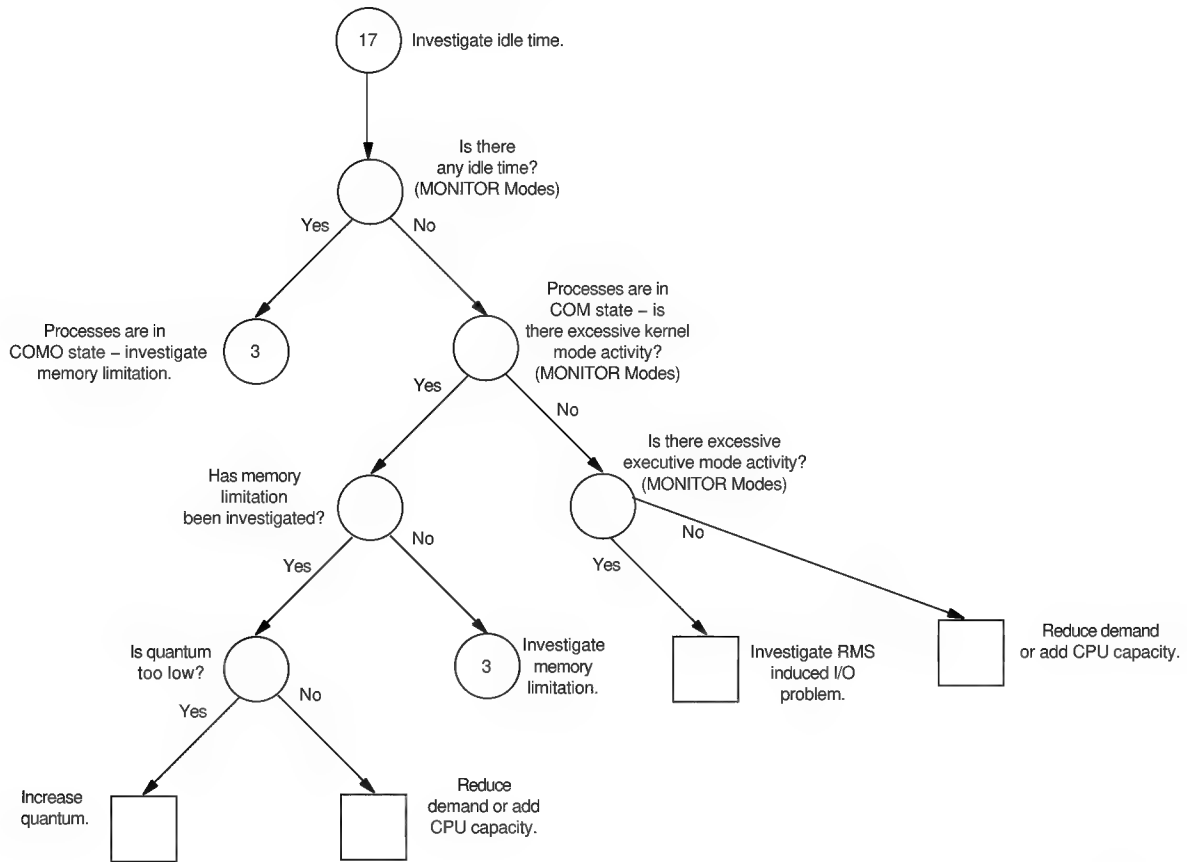 17
Investigate idle time.
Is there
any idle time?
(MONITOR Modes)
Yes
No
Processes are in
COMO state – investigate
memory limitation.
3
Processes are in
COM state – is
there excessive kernel
mode activity?
(MONITOR Modes)
Yes
No
Is there excessive
executive mode activity?
(MONITOR Modes)
Has memory
limitation
been investigated?
Yes
No
Yes
No
Is quantum
too low?
3
Investigate
memory
limitation.
Investigate RMS
induced I/O
problem.
Reduce demand
or add CPU capacity.
Yes
No
Increase
quantum.
Reduce
demand or add
CPU capacity.